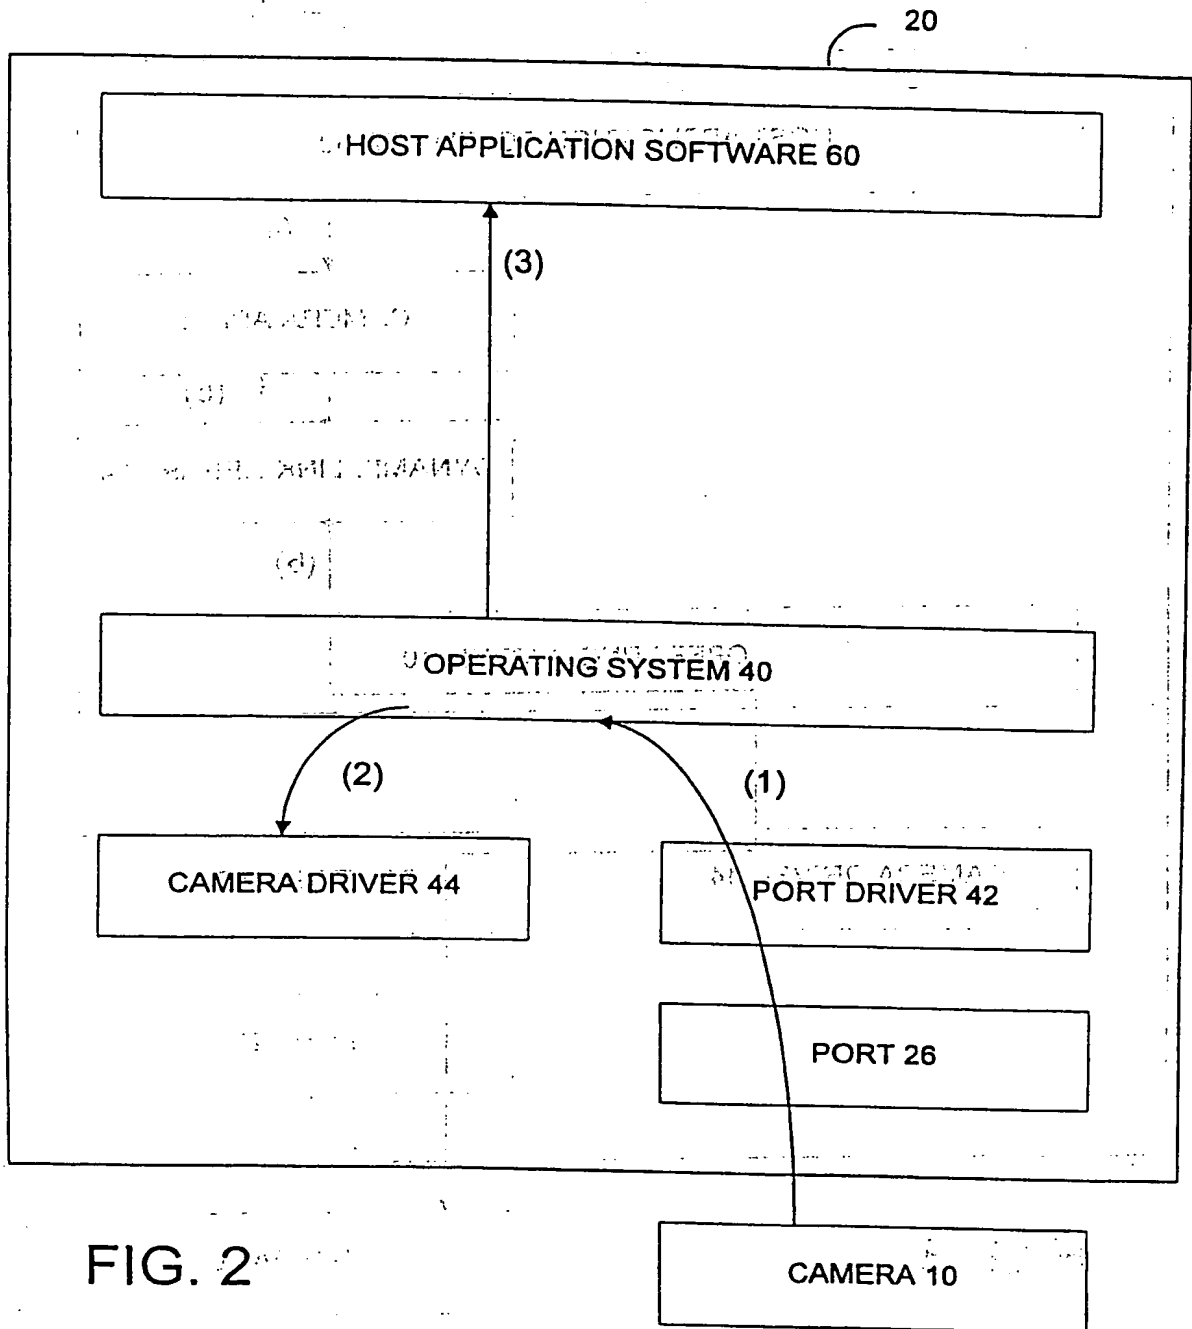 20
HOST APPLICATION SOFTWARE 60
(3)
OPERATING SYSTEM 40
(2)
(1)
CAMERA DRIVER 44
PORT DRIVER 42
PORT 26
CAMERA 10
FIG. 2